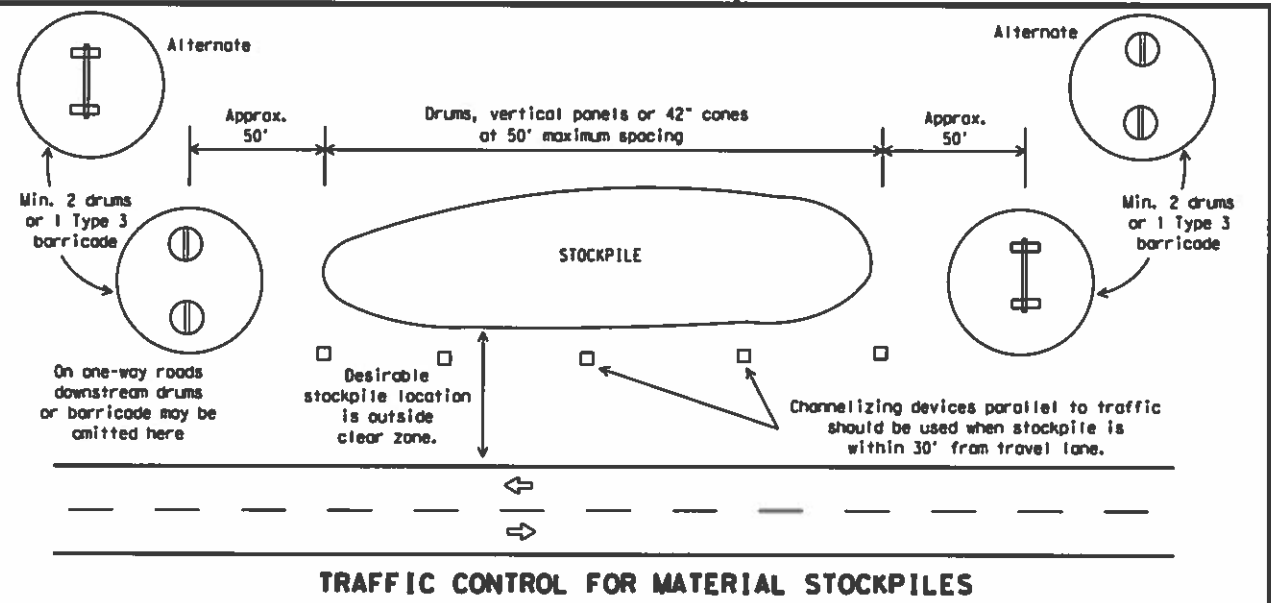 Alternate
Alternate
Approx.
50'
Drums, vertical panels or 42" cones
at 50' maximum spacing
Approx.
50'
Min. 2 drums
or 1 Type 3
barricade
Min. 2 drums
or 1 Type 3
barricade
STOCKPILE
On one-way roads
downstream drums
or barricade may be
omitted here
Desirable
stockpile location
is outside
clear zone.
Channelizing devices parallel to traffic
should be used when stockpile is
within 30' from travel lane.
TRAFFIC CONTROL FOR MATERIAL STOCKPILES